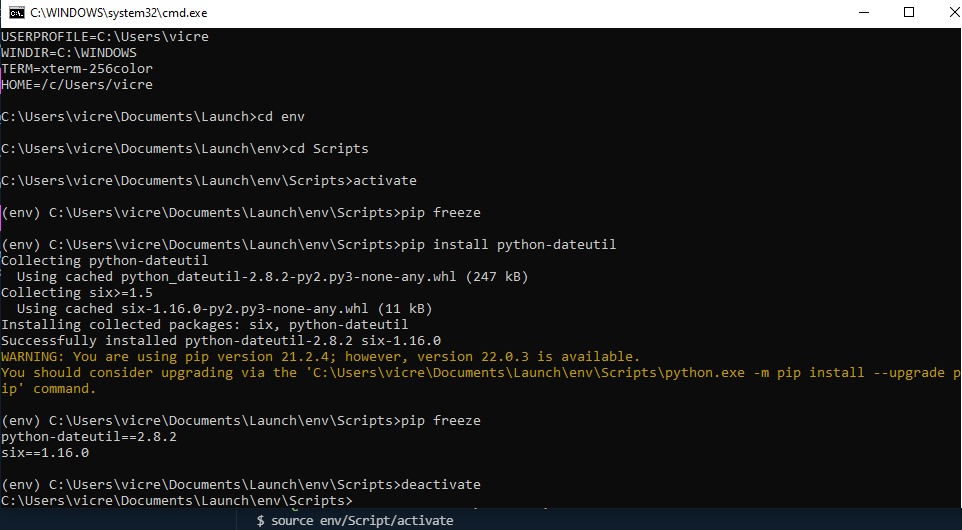 C:\WINDOWS\system32\cmd.exe
USERPROFILE=C:\Users\vicre
WINDIR=C:\WINDOWS
TERM=xterm-256color
HOME=/c/Users/vicre
C:\Users\vicre\Documents\Launch>cd env
C:\Users\vicre\Documents\Launch\env>cd Scripts
C:\Users\vicre\Documents\Launch\env\Scripts>activate
(env) C:\Users\vicre\Documents\Launch\env\Scripts>pip freeze
(env) C:\Users\vicre\Documents\Launch\env\Scripts>pip install python-dateutil
Collecting python-dateutil
  Using cached python_dateutil-2.8.2-py2.py3-none-any.whl (247 kB)
Collecting six>=1.5
  Using cached six-1.16.0-py2.py3-none-any.whl (11 kB)
Installing collected packages: six, python-dateutil
Successfully installed python-dateutil-2.8.2 six-1.16.0
WARNING: You are using pip version 21.2.4; however, version 22.0.3 is available.
You should consider upgrading via the 'C:\Users\vicre\Documents\Launch\env\Scripts\python.exe -m pip install --upgrade p
ip' command.
(env) C:\Users\vicre\Documents\Launch\env\Scripts>pip freeze
python-dateutil==2.8.2
six==1.16.0
(env) C:\Users\vicre\Documents\Launch\env\Scripts>deactivate
C:\Users\vicre\Documents\Launch\env\Scripts>
$ source env/Script/activate